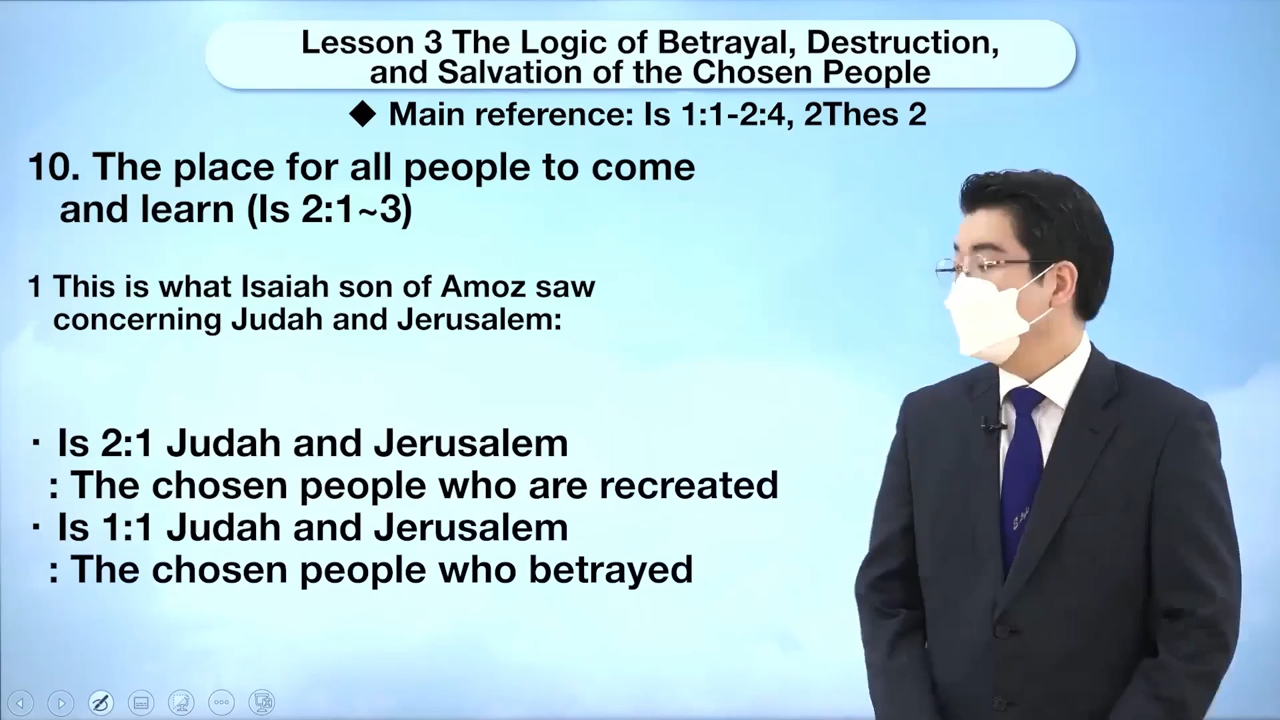 Lesson 3 The Logic of Betrayal, Destruction,
and Salvation of the Chosen People
◆ Main reference: Is 1:1-2:4, 2Thes 2
10. The place for all people to come
and learn (Is 2:1~3)
1 This is what Isaiah son of Amoz saw
concerning Judah and Jerusalem:
· Is 2:1 Judah and Jerusalem
: The chosen people who are recreated
· Is 1:1 Judah and Jerusalem
: The chosen people who betrayed